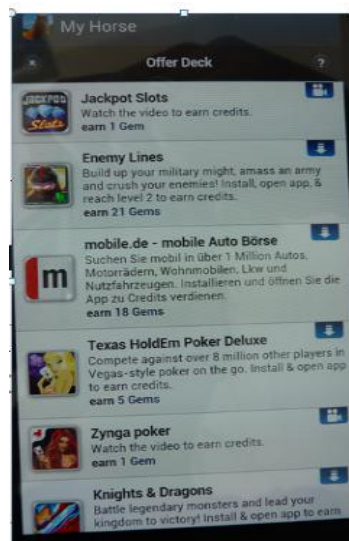 My Horse
Offer Deck
?
Jackpot Slots
Watch the video to earn credits.
earn 1 Gem
Enemy Lines
Build up your military might, amass an army
and crush your enemies! Install, open app, &
reach level 2 to earn credits.
earn 21 Gems
m
mobile.de - mobile Auto Börse
Suchen Sie mobil in über 1 Million Autos,
Motorrädern, Wohnmobilen, Lkw und
Nutzfahrzeugen. Installieren und öffnen Sie die
App zu Credits verdienen.
earn 18 Gems
Texas HoldEm Poker Deluxe
Compete against over 8 million other players in
Vegas-style poker on the go. Install & open app
to earn credits.
earn 5 Gems
Zynga poker
Watch the video to earn credits.
earn 1 Gem
Knights & Dragons
Battle legendary monsters and lead your
kingdom to victory! Install & open app to earn